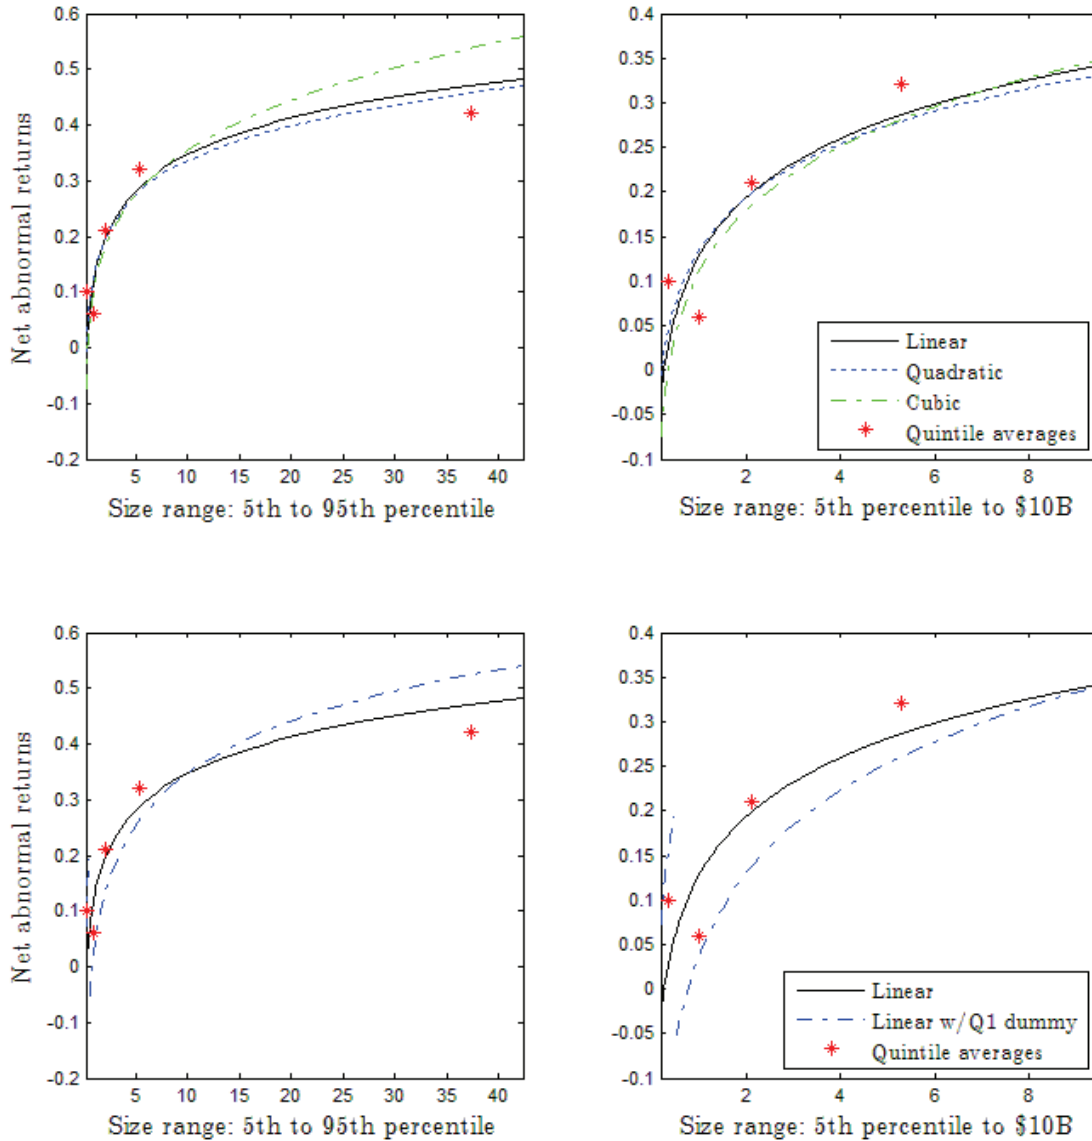 0.6
0.5
0.4
0.3
0.2
0.1
0
-0.1
-0.2
5 10 15 20 25 30 35 40
Net abnormal returns
Size range: 5th to 95th percentile
0.4
0.35
0.3
0.25
0.2
0.15
0.1
0.05
0
-0.05
-0.1
2 4 6 8
Linear
Quadratic
Cubic
Quintile averages
Size range: 5th percentile to $10B
0.6
0.5
0.4
0.3
0.2
0.1
0
-0.1
-0.2
5 10 15 20 25 30 35 40
Net abnormal returns
Size range: 5th to 95th percentile
0.4
0.35
0.3
0.25
0.2
0.15
0.1
0.05
0
-0.05
-0.1
2 4 6 8
Linear
Linear w/Q1 dummy
Quintile averages
Size range: 5th percentile to $10B